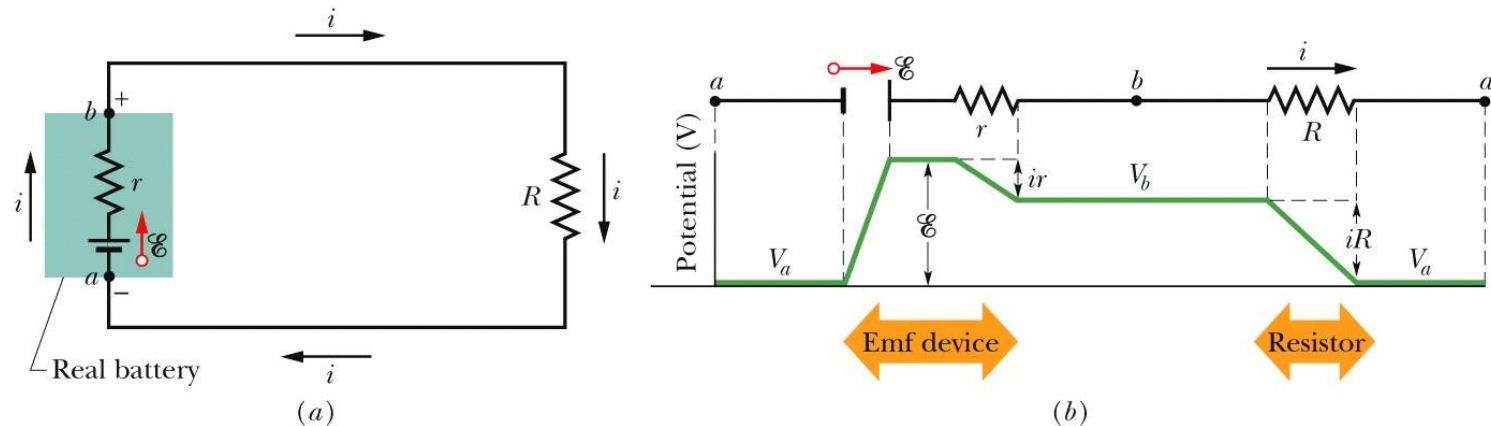 i
b
+
i
r
ℰ
a
−
R
i
Real battery
i
(a)
a
ℰ
b
i
a
r
R
Potential (V)
ir
V_b
ℰ
iR
V_a
V_a
Emf device
Resistor
(b)